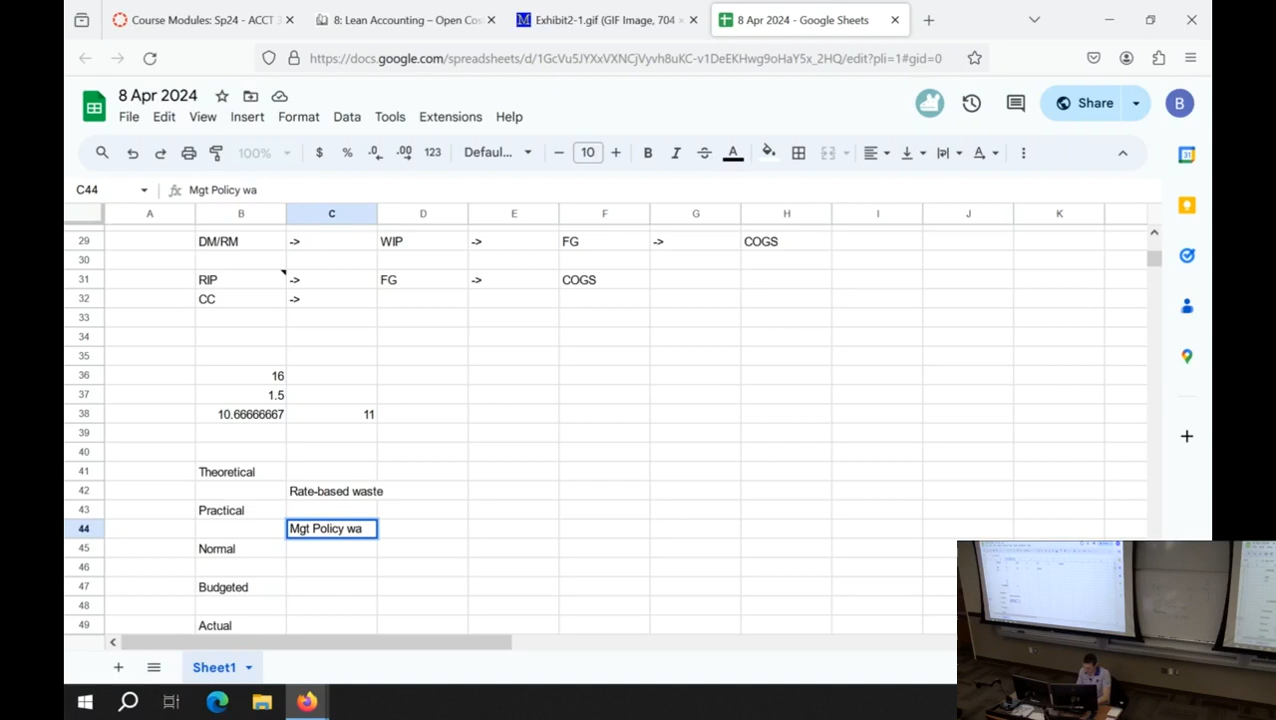 Course Modules: Sp24 - ACCT 3
8: Lean Accounting – Open Cos
Exhibit2-1.gif (GIF Image, 704 ×
8 Apr 2024 - Google Sheets
https://docs.google.com/spreadsheets/d/1GcVu5JYXxVXNCjVyvh8uKC-v1DeEKHwg9oHaY5x_2HQ/edit?pli=1#gid=0
8 Apr 2024
File Edit View Insert Format Data Tools Extensions Help
Share
B
100% $ % .0 .00 123 Defaul... 10 B I A
C44 fx Mgt Policy wa
A B C D E F G H I J K
29 DM/RM -> WIP -> FG -> COGS
30
31 RIP -> FG -> COGS
32 CC ->
33
34
35
36 16
37 1.5
38 10.66666667 11
39
40
41 Theoretical
42 Rate-based waste
43 Practical
44 Mgt Policy wa
45 Normal
46
47 Budgeted
48
49 Actual
Sheet1